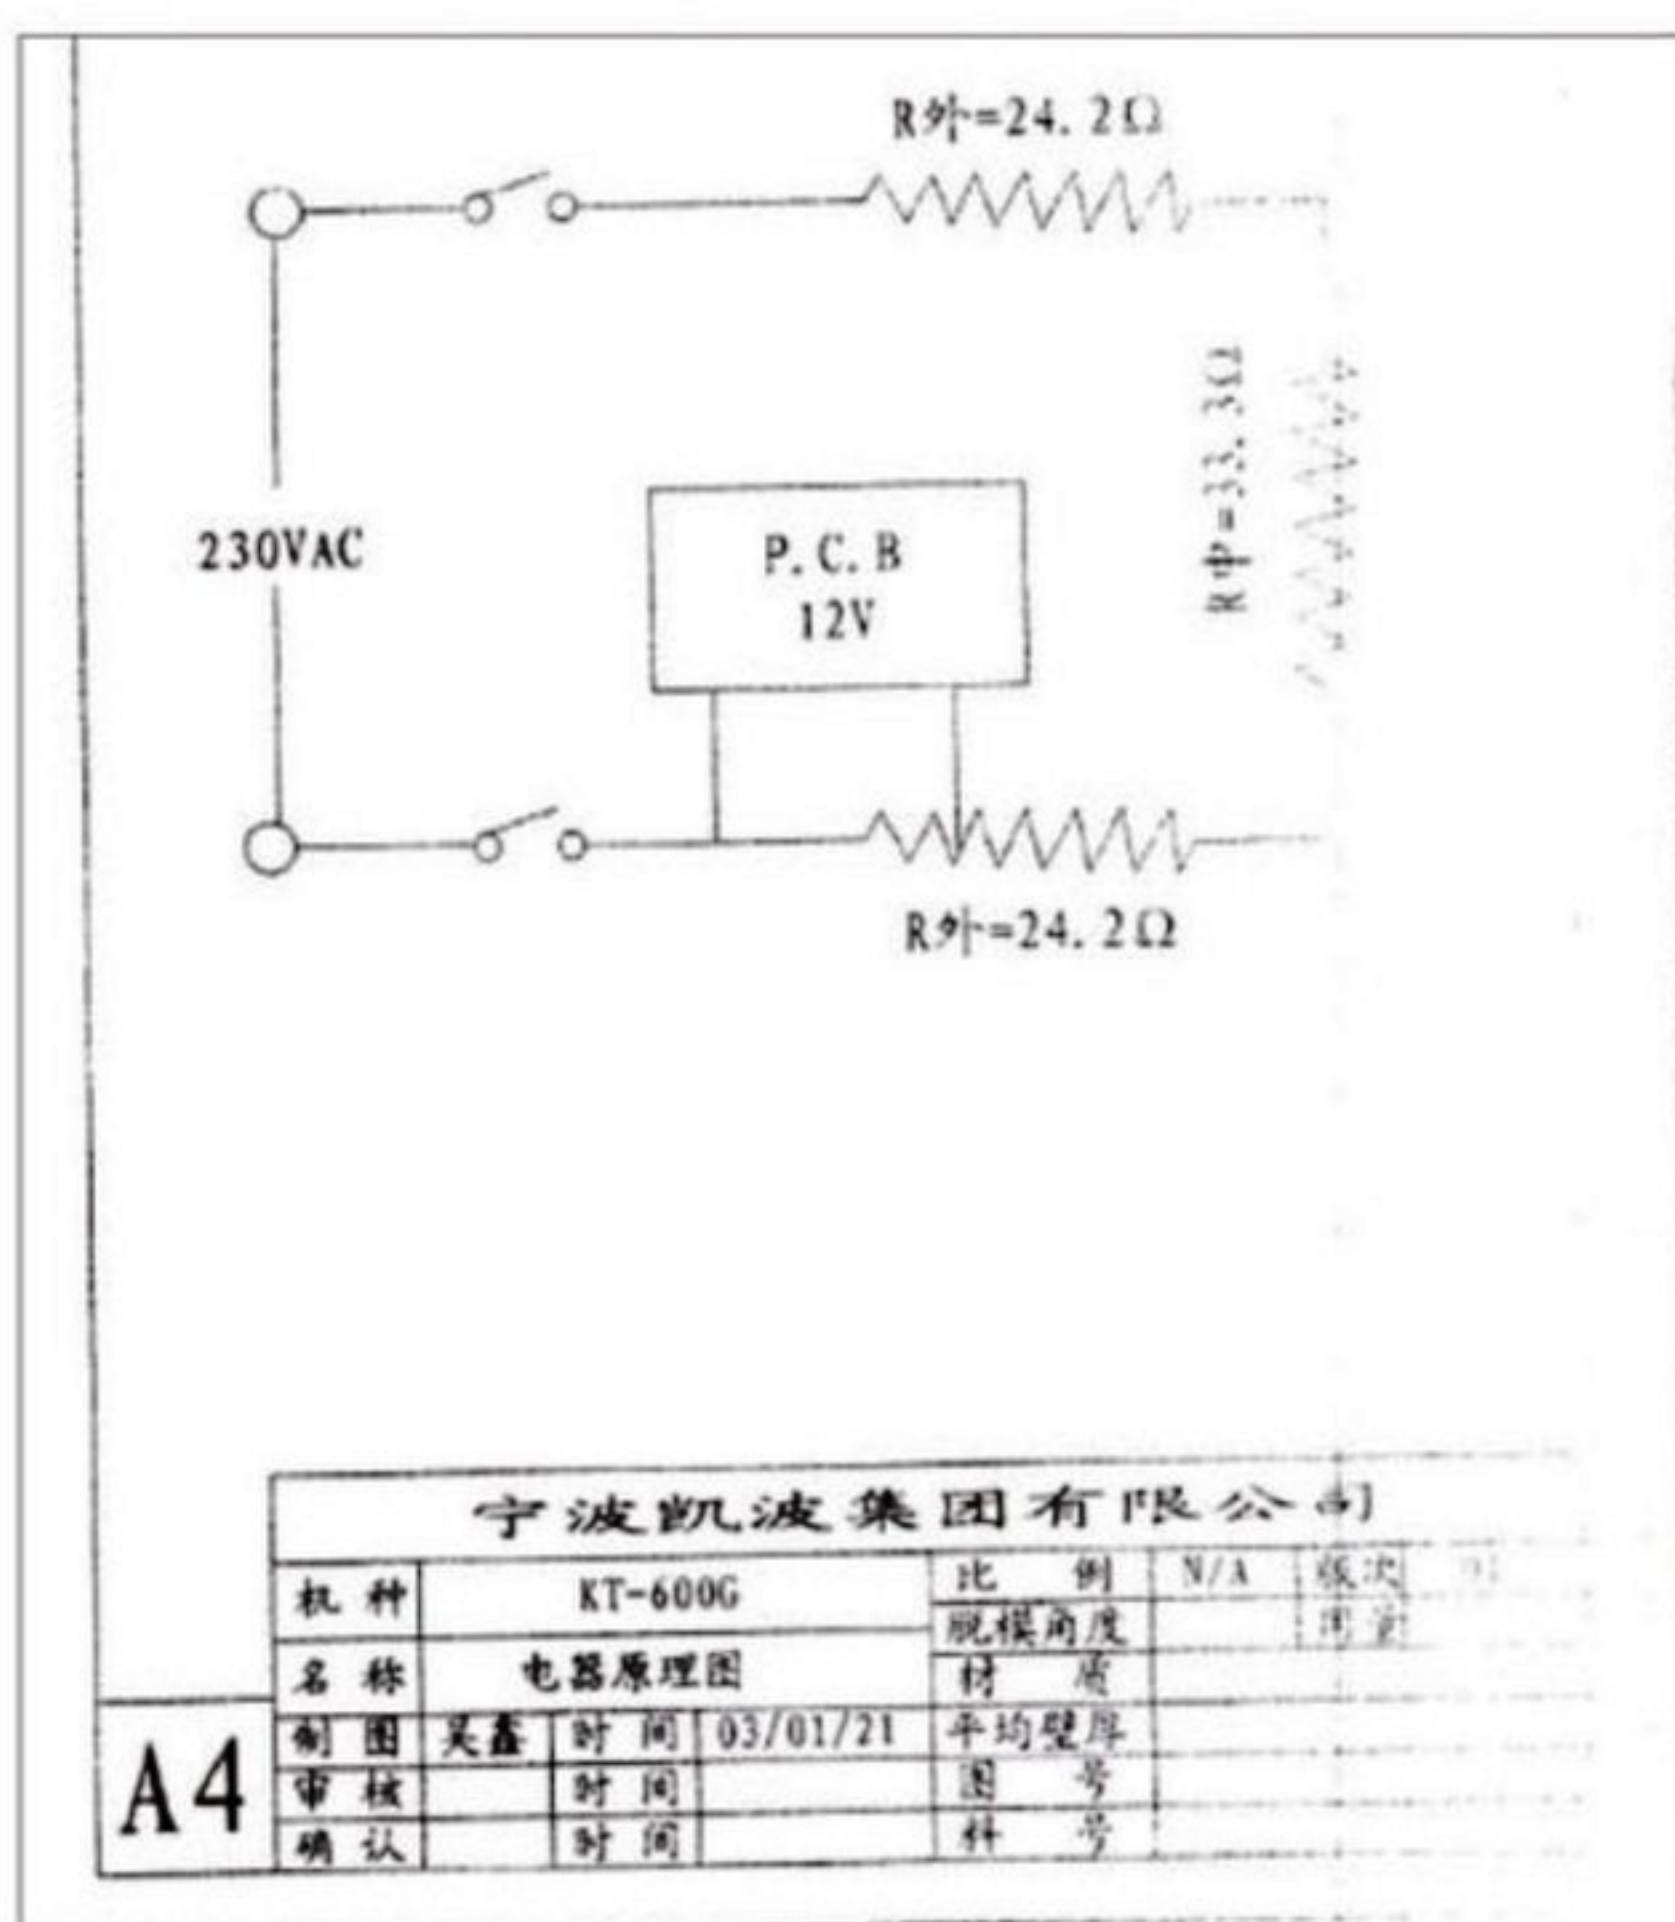 R外=24.2Ω
R中=33.3Ω
230VAC
P.C.B
12V
R外=24.2Ω
宁波凯波集团有限公司
机种 KT-600G 比例 N/A 版次
脱模角度 用量
名称 电器原理图 材质
制图 吴鑫 时间 03/01/21 平均壁厚
审核 时间 图号
确认 时间 料号
A4